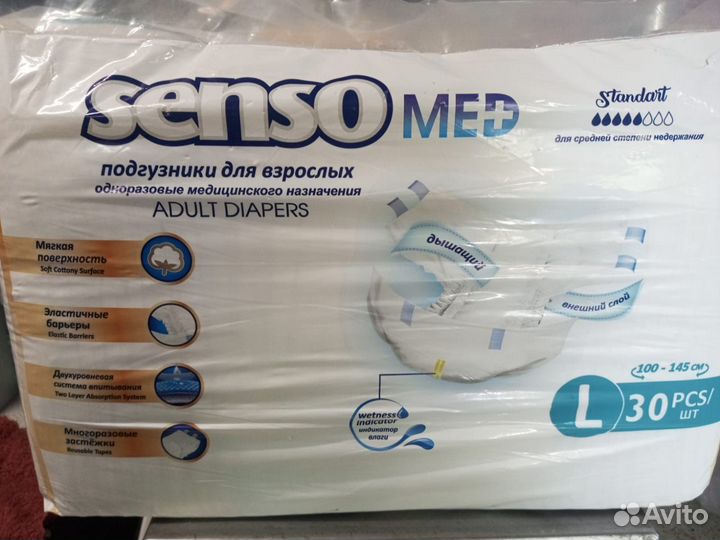 senso MED
Standart
для средней степени недержания
подгузники для взрослых
одноразовые медицинского назначения
ADULT DIAPERS
Мягкая
поверхность
Soft Cottony Surface
Эластичные
барьеры
Elastic Barriers
Двухуровневая
система впитывания
Two Layer Absorption System
Многоразовые
застёжки
Reusable Tapes
дышащий
внешний слой
wetness
indicator
индикатор
влаги
100 - 145 см
L 30 PCS/
ШТ
Avito